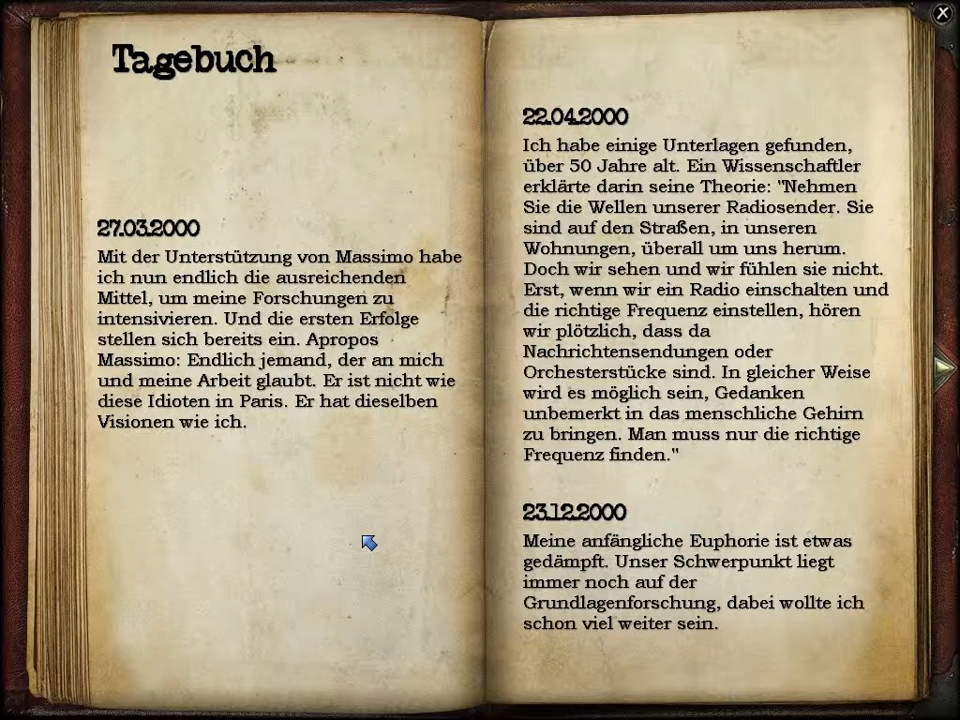 Tagebuch
27.03.2000
Mit der Unterstützung von Massimo habe
ich nun endlich die ausreichenden
Mittel, um meine Forschungen zu
intensivieren. Und die ersten Erfolge
stellen sich bereits ein. Apropos
Massimo: Endlich jemand, der an mich
und meine Arbeit glaubt. Er ist nicht wie
diese Idioten in Paris. Er hat dieselben
Visionen wie ich.
22.04.2000
Ich habe einige Unterlagen gefunden,
über 50 Jahre alt. Ein Wissenschaftler
erklärte darin seine Theorie: "Nehmen
Sie die Wellen unserer Radiosender. Sie
sind auf den Straßen, in unseren
Wohnungen, überall um uns herum.
Doch wir sehen und wir fühlen sie nicht.
Erst, wenn wir ein Radio einschalten und
die richtige Frequenz einstellen, hören
wir plötzlich, dass da
Nachrichtensendungen oder
Orchesterstücke sind. In gleicher Weise
wird es möglich sein, Gedanken
unbemerkt in das menschliche Gehirn
zu bringen. Man muss nur die richtige
Frequenz finden."
23.12.2000
Meine anfängliche Euphorie ist etwas
gedämpft. Unser Schwerpunkt liegt
immer noch auf der
Grundlagenforschung, dabei wollte ich
schon viel weiter sein.